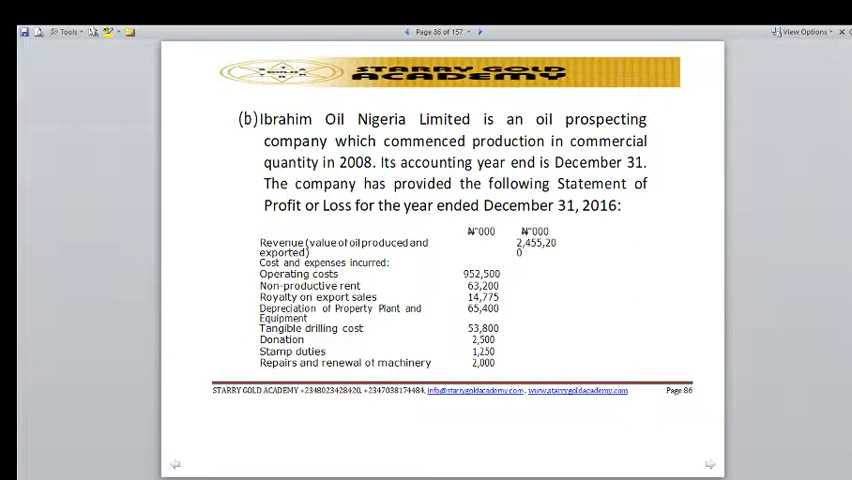 Tools
Page 86 of 157
View Options
STARRY GOLD
ACADEMY
(b) Ibrahim Oil Nigeria Limited is an oil prospecting
company which commenced production in commercial
quantity in 2008. Its accounting year end is December 31.
The company has provided the following Statement of
Profit or Loss for the year ended December 31, 2016:
₦'000 ₦'000
Revenue (value of oil produced and 2,455,20
exported) 0
Cost and expenses incurred:
Operating costs 952,500
Non-productive rent 63,200
Royalty on export sales 14,775
Depreciation of Property Plant and 65,400
Equipment
Tangible drilling cost 53,800
Donation 2,500
Stamp duties 1,250
Repairs and renewal of machinery 2,000
STARRY GOLD ACADEMY +2348023428420, +2347038174484, info@starrygoldacademy.com, www.starrygoldacademy.com Page 86